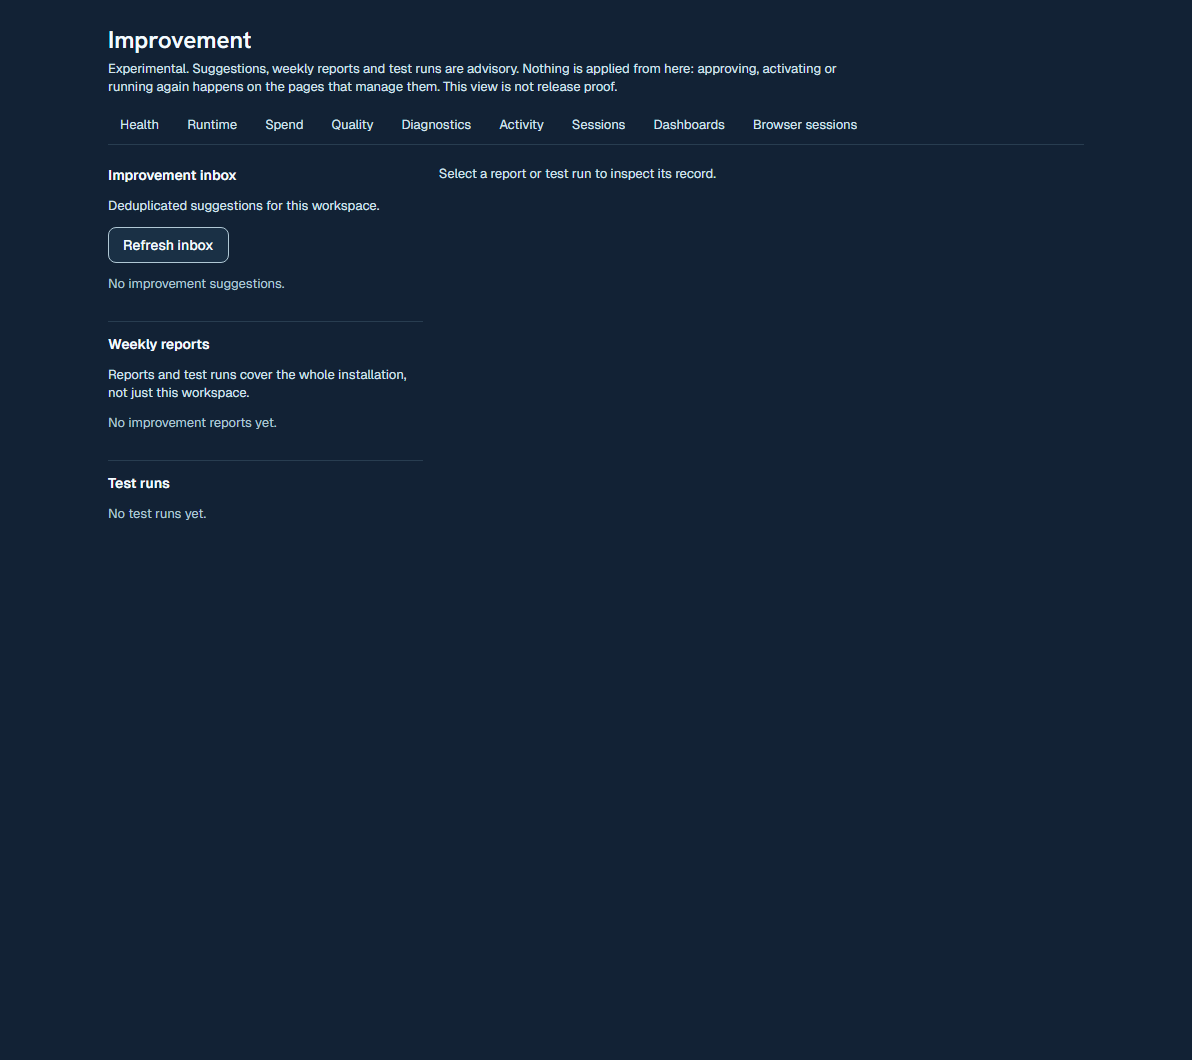 Improvement
Experimental. Suggestions, weekly reports and test runs are advisory. Nothing is applied from here: approving, activating or
running again happens on the pages that manage them. This view is not release proof.
Health Runtime Spend Quality Diagnostics Activity Sessions Dashboards Browser sessions
Improvement inbox
Deduplicated suggestions for this workspace.
Refresh inbox
No improvement suggestions.
Weekly reports
Reports and test runs cover the whole installation,
not just this workspace.
No improvement reports yet.
Test runs
No test runs yet.
Select a report or test run to inspect its record.